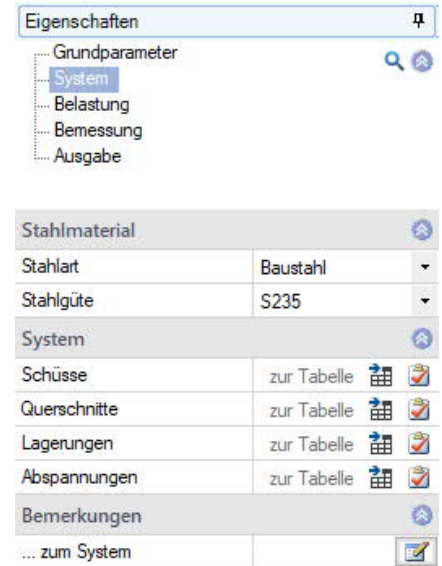 Eigenschaften
Grundparameter
System
Belastung
Bemessung
Ausgabe
Stahlmaterial
Stahlart Baustahl
Stahlgüte S235
System
Schüsse zur Tabelle
Querschnitte zur Tabelle
Lagerungen zur Tabelle
Abspannungen zur Tabelle
Bemerkungen
... zum System